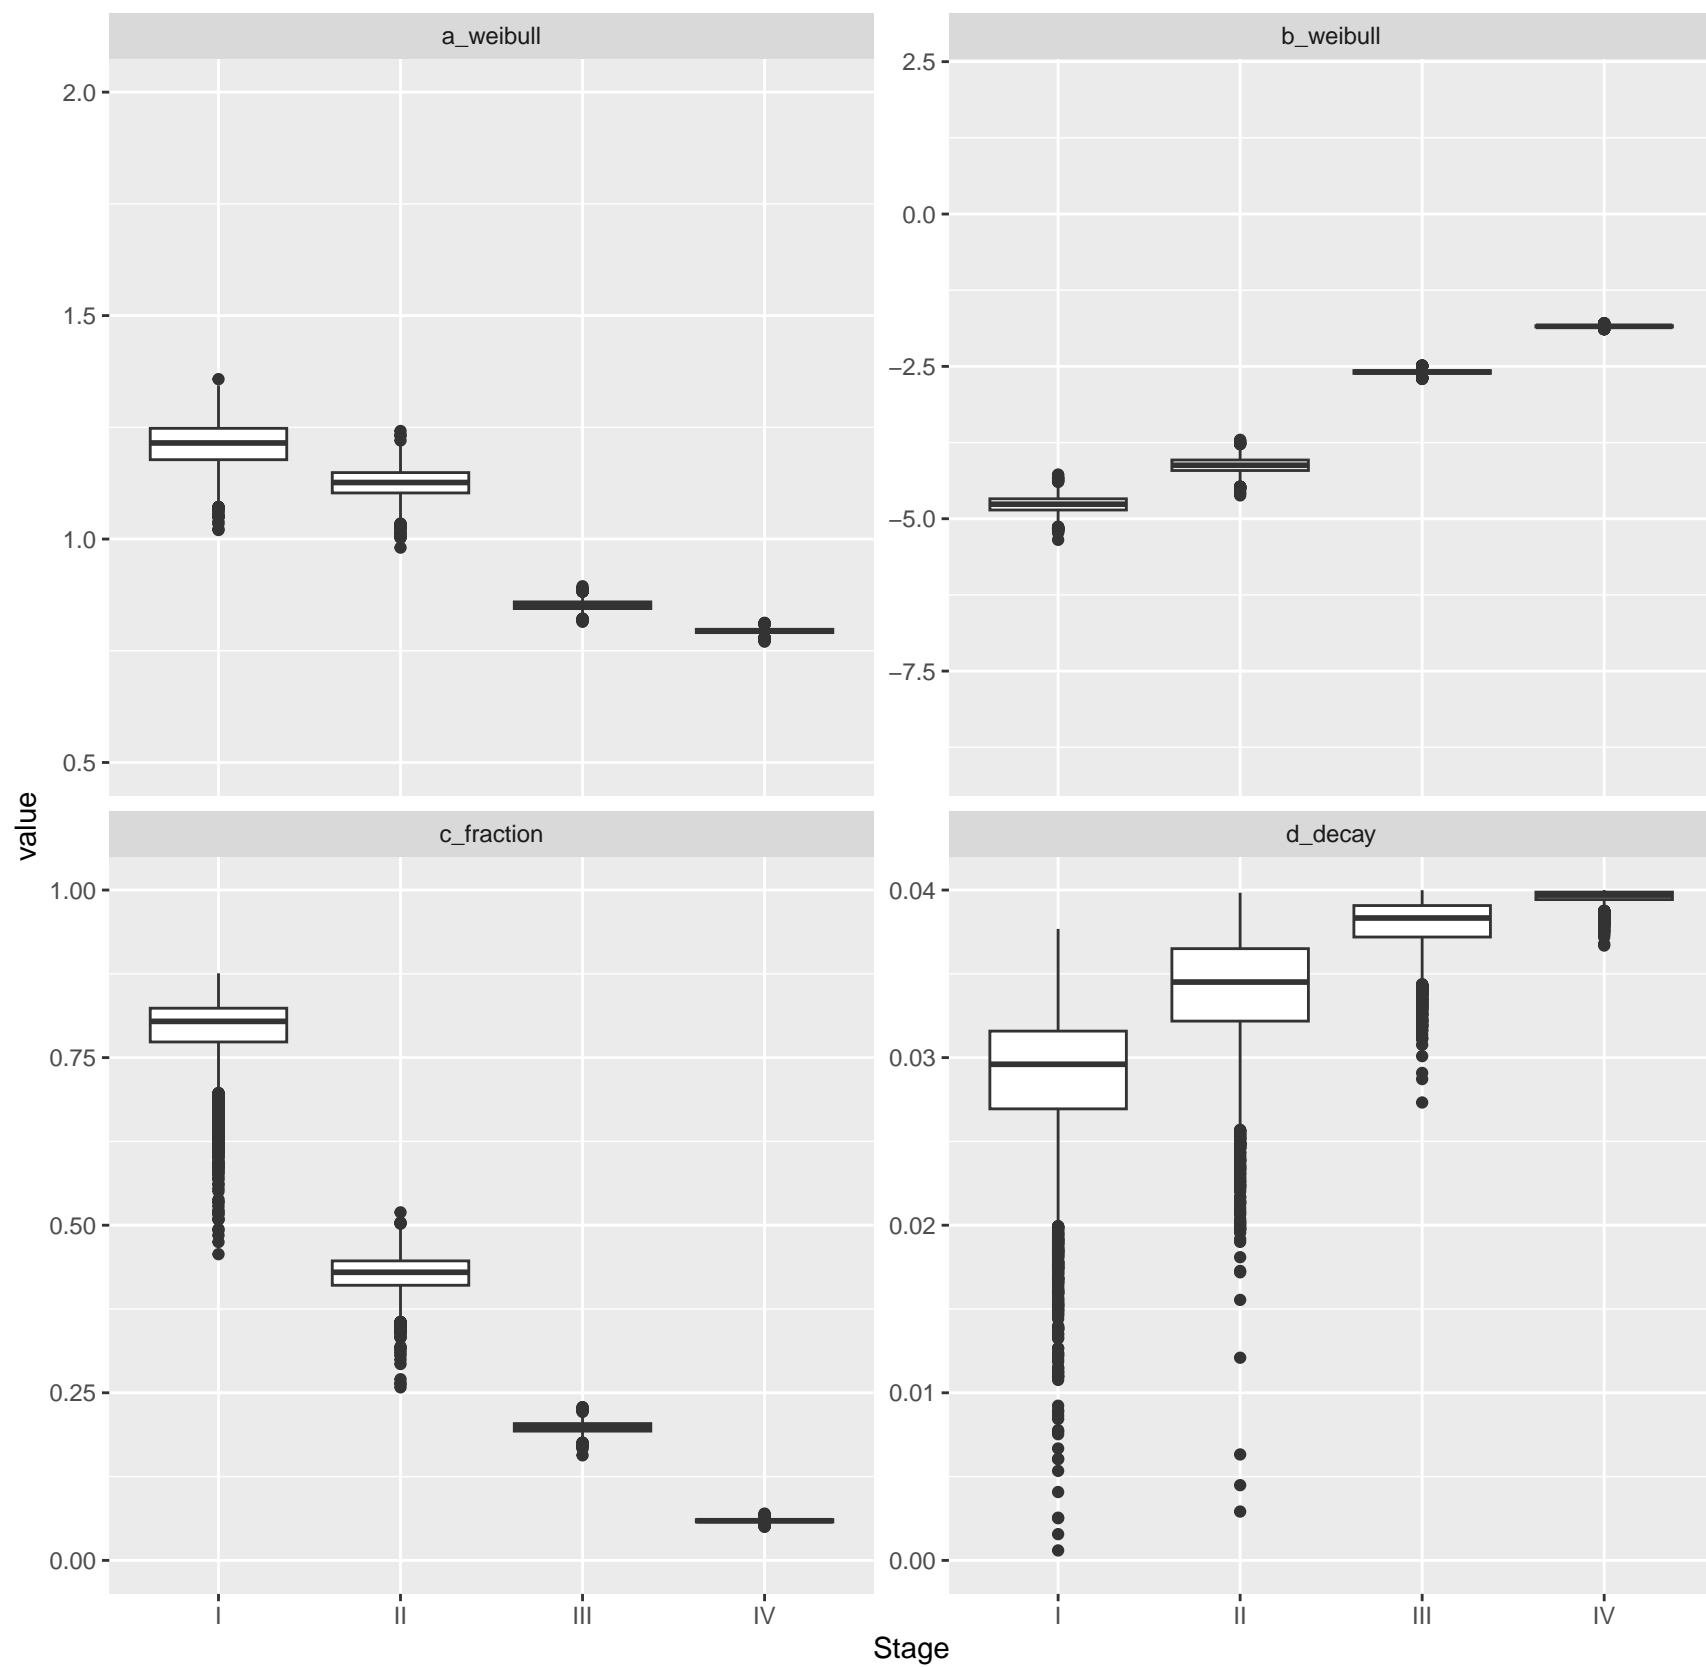 a_weibull
b_weibull
2.0
1.5
1.0
0.5
2.5
0.0
−2.5
−5.0
−7.5
value
c_fraction
d_decay
1.00
0.75
0.50
0.25
0.00
0.04
0.03
0.02
0.01
0.00
I II III IV
I II III IV
Stage